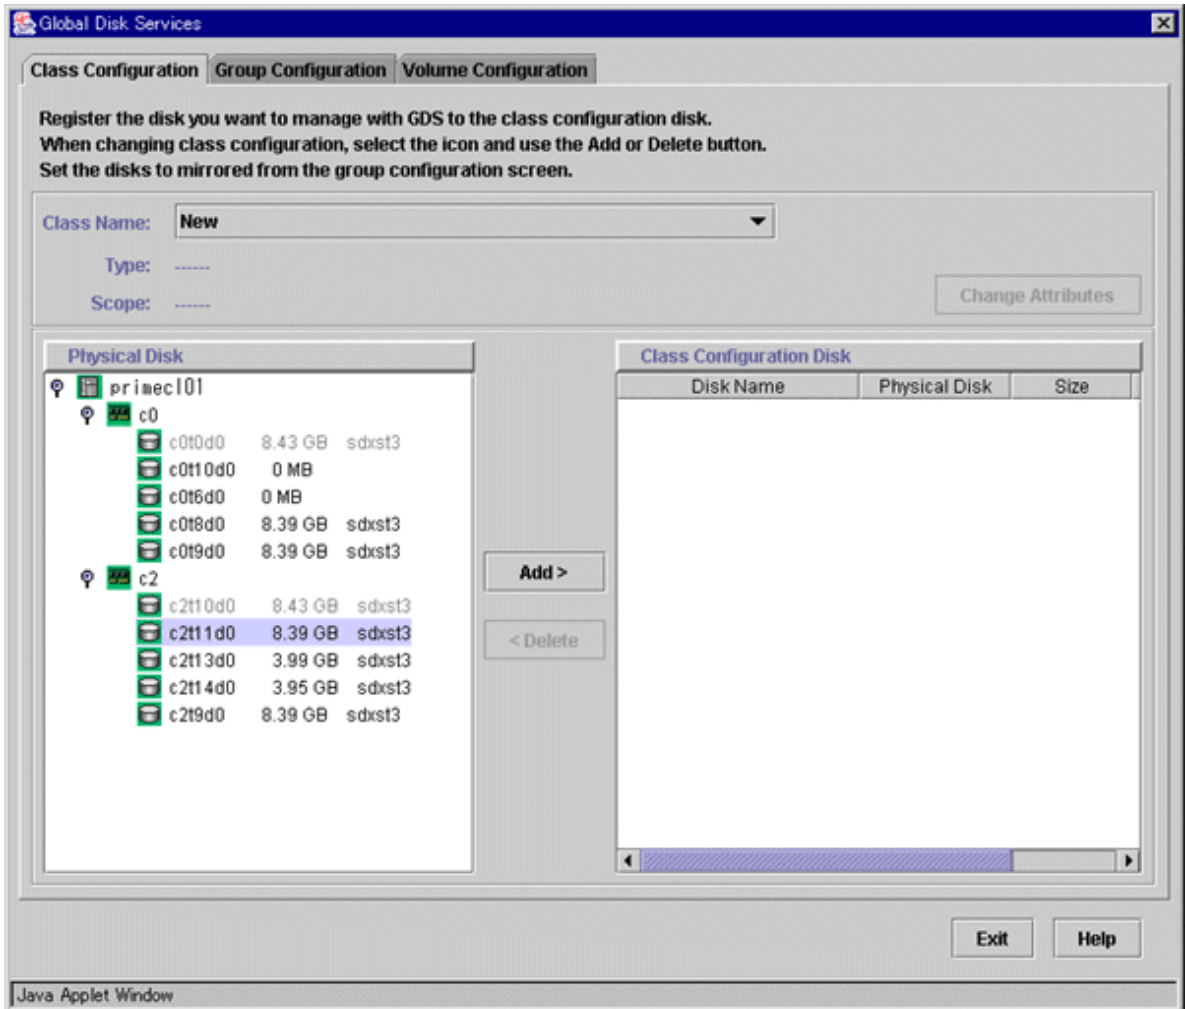 Global Disk Services
Class Configuration Group Configuration Volume Configuration
Register the disk you want to manage with GDS to the class configuration disk.
When changing class configuration, select the icon and use the Add or Delete button.
Set the disks to mirrored from the group configuration screen.
Class Name: New
Type: ------
Scope: ------
Change Attributes
Physical Disk
primecl01
c0
c0t0d0 8.43 GB sdxst3
c0t10d0 0 MB
c0t6d0 0 MB
c0t8d0 8.39 GB sdxst3
c0t9d0 8.39 GB sdxst3
c2
c2t10d0 8.43 GB sdxst3
c2t11d0 8.39 GB sdxst3
c2t13d0 3.99 GB sdxst3
c2t14d0 3.95 GB sdxst3
c2t9d0 8.39 GB sdxst3
Add >
< Delete
Class Configuration Disk
Disk Name Physical Disk Size
Exit Help
Java Applet Window